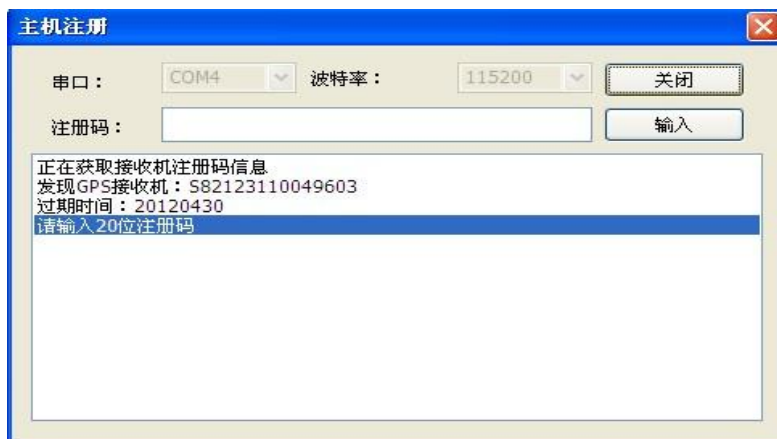 主机注册
串口： COM4 波特率： 115200 关闭
注册码： 输入
正在获取接收机注册码信息
发现GPS接收机：S82123110049603
过期时间：20120430
请输入20位注册码